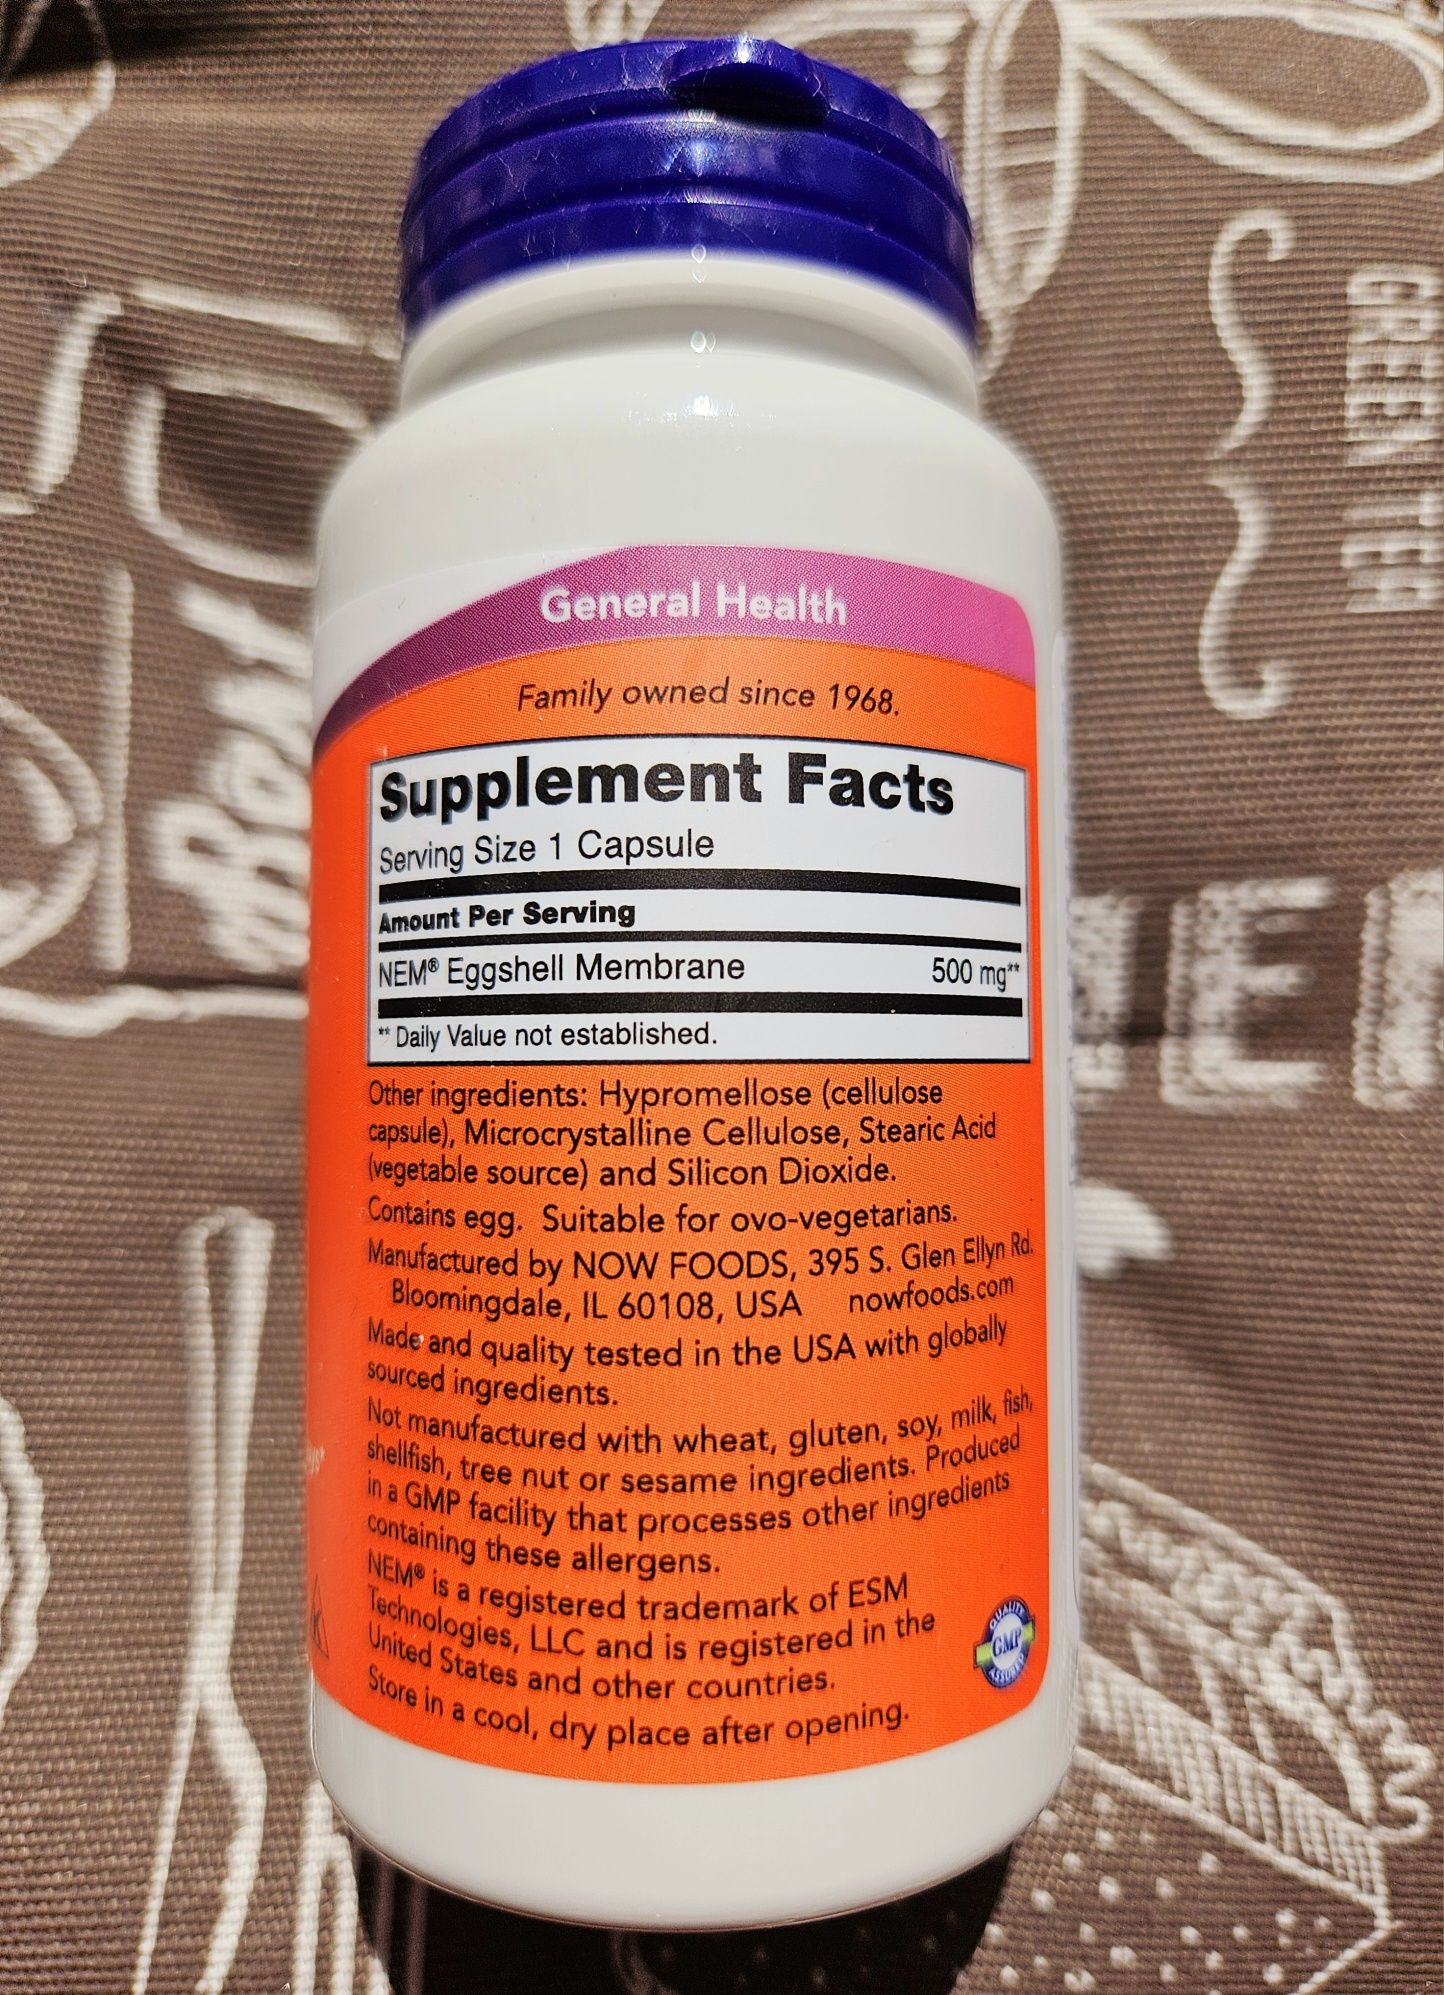 General Health
Family owned since 1968.
Supplement Facts
Serving Size 1 Capsule
Amount Per Serving
NEM® Eggshell Membrane 500 mg**
** Daily Value not established.
Other ingredients: Hypromellose (cellulose
capsule), Microcrystalline Cellulose, Stearic Acid
(vegetable source) and Silicon Dioxide.
Contains egg. Suitable for ovo-vegetarians.
Manufactured by NOW FOODS, 395 S. Glen Ellyn Rd.
Bloomingdale, IL 60108, USA nowfoods.com
Made and quality tested in the USA with globally
sourced ingredients.
Not manufactured with wheat, gluten, soy, milk, fish,
shellfish, tree nut or sesame ingredients. Produced
in a GMP facility that processes other ingredients
containing these allergens.
NEM® is a registered trademark of ESM
Technologies, LLC and is registered in the
United States and other countries.
Store in a cool, dry place after opening.
QUALITY
GMP
ASSURED
GREEN TEA